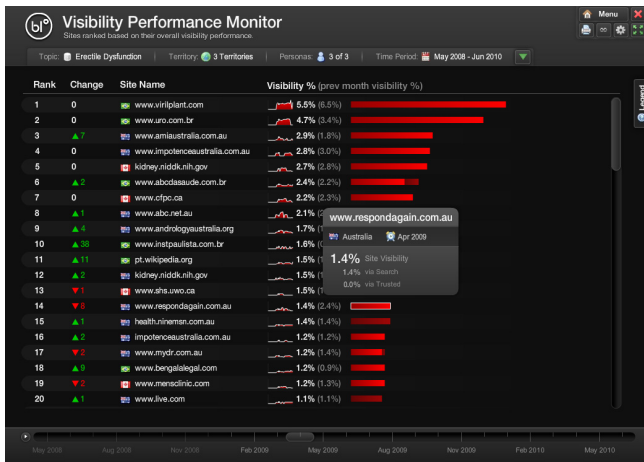 bl°
Visibility Performance Monitor
Sites ranked based on their overall visibility performance.
Menu
Topic: Erectile Dysfunction Territory: 3 Territories Personas: 3 of 3 Time Period: May 2008 - Jun 2010
Legend
Rank Change Site Name Visibility % (prev month visibility %)
1 0 www.virilplant.com 5.5% (6.5%)
2 0 www.uro.com.br 4.7% (3.4%)
3 7 www.amiaustralia.com.au 2.9% (1.8%)
4 0 www.impotenceaustralia.com.au 2.8% (3.0%)
5 0 kidney.niddk.nih.gov 2.7% (2.8%)
6 2 www.abcdasaude.com.br 2.4% (2.2%)
7 0 www.cfpc.ca 2.2% (2.3%)
8 1 www.abc.net.au 2.1%
9 4 www.andrologyaustralia.org 1.7%
10 38 www.instpaulista.com.br 1.6%
11 11 pt.wikipedia.org 1.5%
12 2 kidney.niddk.nih.gov 1.5%
13 1 www.shs.uwo.ca 1.5%
14 8 www.respondagain.com.au 1.4% (2.4%)
15 1 health.ninemsn.com.au 1.4% (1.4%)
16 2 impotenceaustralia.com.au 1.2% (1.2%)
17 2 www.mydr.com.au 1.2% (1.4%)
18 9 www.bengalalegal.com 1.2% (0.9%)
19 2 www.mensclinic.com 1.2% (1.3%)
20 1 www.live.com 1.1% (1.1%)
www.respondagain.com.au
Australia Apr 2009
1.4% Site Visibility
1.4% via Search
0.0% via Trusted
May 2008 Aug 2008 Nov 2008 Feb 2009 May 2009 Aug 2009 Nov 2009 Feb 2010 May 2010